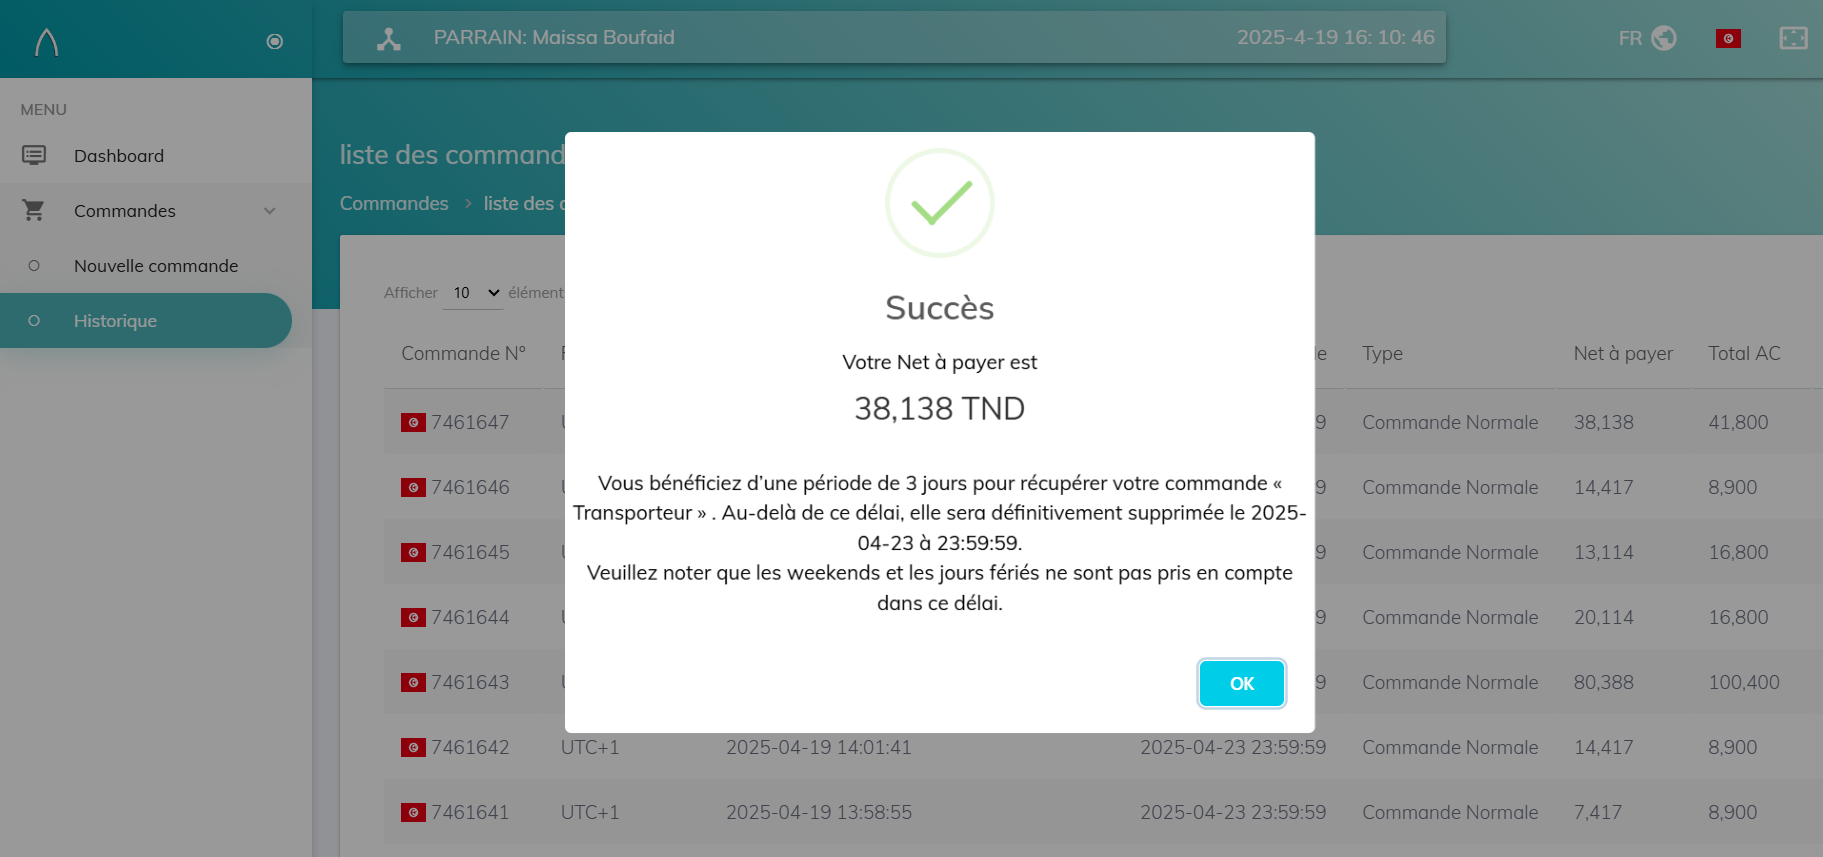 PARRAIN: Maissa Boufaid
2025-4-19 16: 10: 46
FR
MENU
Dashboard
Commandes
Nouvelle commande
Historique
liste des command
Commandes > liste des c
Afficher 10 élément
Succès
Votre Net à payer est
38,138 TND
Vous bénéficiez d’une période de 3 jours pour récupérer votre commande «
Transporteur » . Au-delà de ce délai, elle sera définitivement supprimée le 2025-
04-23 à 23:59:59.
Veuillez noter que les weekends et les jours fériés ne sont pas pris en compte
dans ce délai.
OK
Commande N° Type Net à payer Total AC
7461647 9 Commande Normale 38,138 41,800
7461646 9 Commande Normale 14,417 8,900
7461645 9 Commande Normale 13,114 16,800
7461644 9 Commande Normale 20,114 16,800
7461643 9 Commande Normale 80,388 100,400
7461642 UTC+1 2025-04-19 14:01:41 2025-04-23 23:59:59 Commande Normale 14,417 8,900
7461641 UTC+1 2025-04-19 13:58:55 2025-04-23 23:59:59 Commande Normale 7,417 8,900